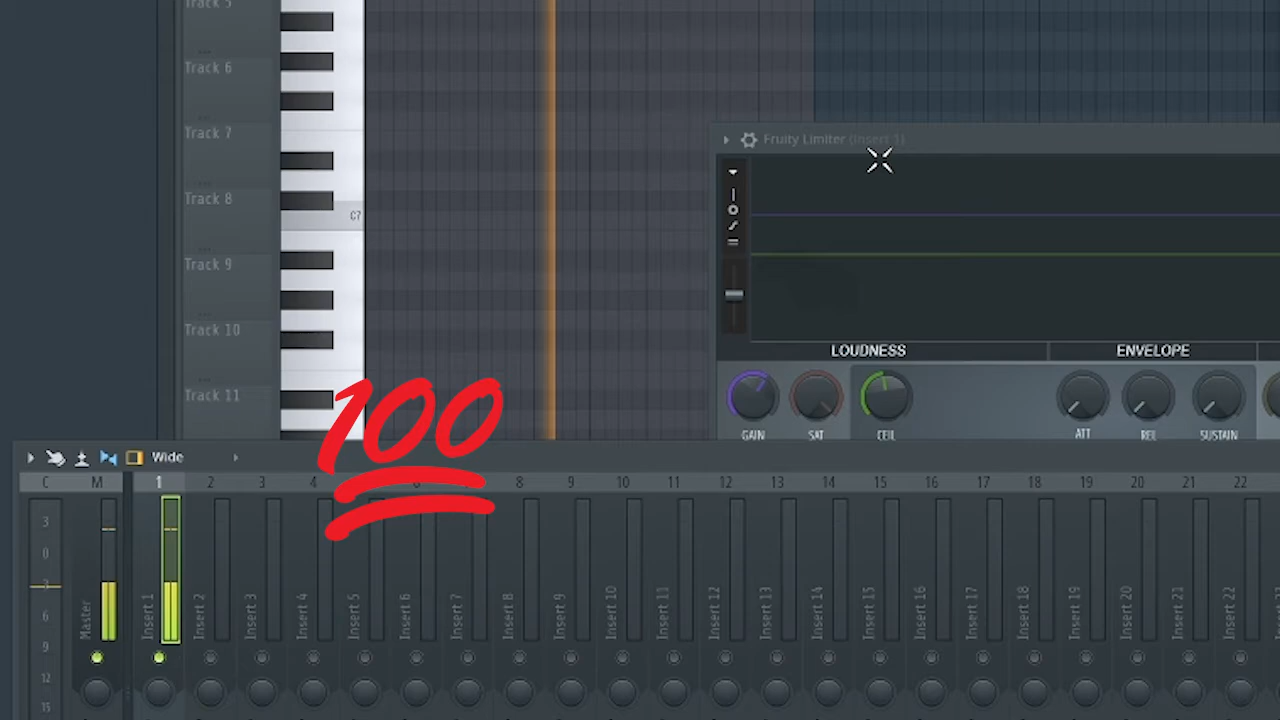 Track 5
Track 6
Track 7
Track 8
Track 9
Track 10
Track 11
C7
Fruity Limiter (Insert 1)
LOUDNESS
ENVELOPE
GAIN
SAT
CEIL
ATT
REL
SUSTAIN
100
Wide
C
M
1
2
3
4
6
8
9
10
11
12
13
14
15
16
17
18
19
20
21
22
3
0
3
6
9
12
15
Master
Insert 1
Insert 2
Insert 3
Insert 4
Insert 5
Insert 6
Insert 7
Insert 8
Insert 9
Insert 10
Insert 11
Insert 12
Insert 13
Insert 14
Insert 15
Insert 16
Insert 17
Insert 18
Insert 19
Insert 20
Insert 21
Insert 22